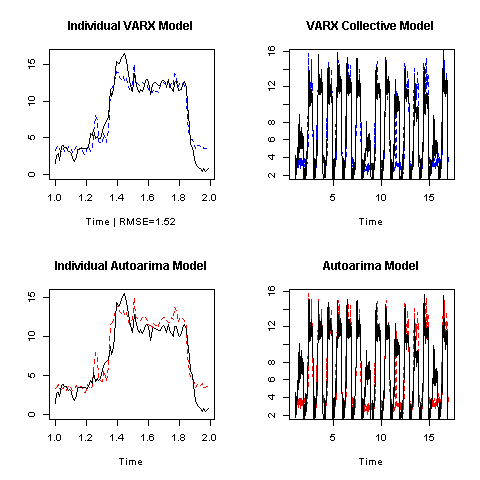 Individual VARX Model
15
10
5
0
1.0 1.2 1.4 1.6 1.8 2.0
Time | RMSE=1.52
VARX Collective Model
16
12
8
6
4
2
5 10 15
Time
Individual Autoarima Model
15
10
5
0
1.0 1.2 1.4 1.6 1.8 2.0
Time
Autoarima Model
16
12
8
6
4
2
5 10 15
Time